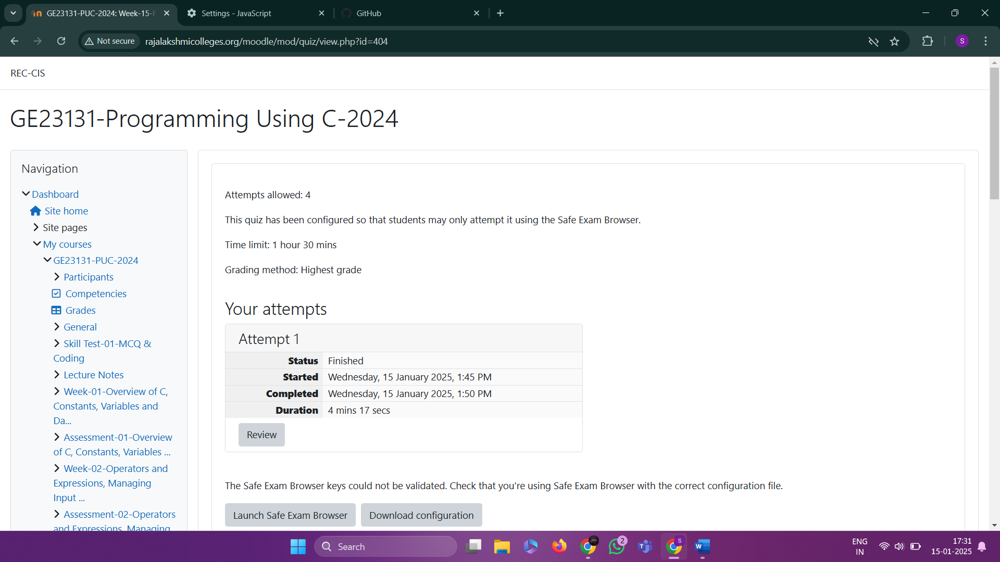 GE23131-PUC-2024: Week-15-P
Settings - JavaScript
GitHub
Not secure
rajalakshmicolleges.org/moodle/mod/quiz/view.php?id=404
S
REC-CIS
GE23131-Programming Using C-2024
Navigation
Dashboard
Site home
Site pages
My courses
GE23131-PUC-2024
Participants
Competencies
Grades
General
Skill Test-01-MCQ &
Coding
Lecture Notes
Week-01-Overview of C,
Constants, Variables and
Da...
Assessment-01-Overview
of C, Constants, Variables ...
Week-02-Operators and
Expressions, Managing
Input ...
Assessment-02-Operators
and Expressions, Managing
Attempts allowed: 4
This quiz has been configured so that students may only attempt it using the Safe Exam Browser.
Time limit: 1 hour 30 mins
Grading method: Highest grade
Your attempts
Attempt 1
Status Finished
Started Wednesday, 15 January 2025, 1:45 PM
Completed Wednesday, 15 January 2025, 1:50 PM
Duration 4 mins 17 secs
Review
The Safe Exam Browser keys could not be validated. Check that you're using Safe Exam Browser with the correct configuration file.
Launch Safe Exam Browser Download configuration
Search
2
S
ENG
IN
17:31
15-01-2025